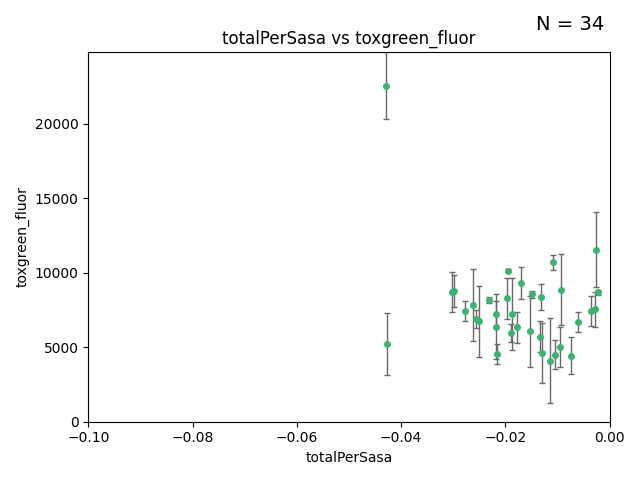 N = 34
totalPerSasa vs toxgreen_fluor
toxgreen_fluor
20000
15000
10000
5000
0
−0.10
−0.08
−0.06
−0.04
−0.02
0.00
totalPerSasa